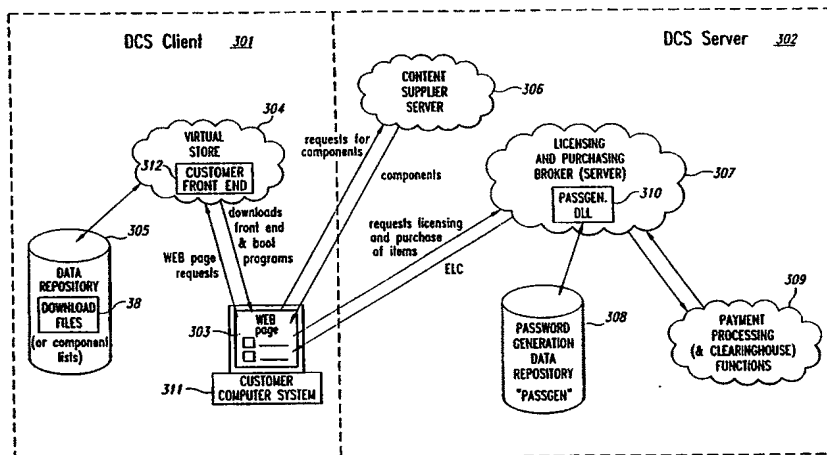 DCS Client 301
DCS Server 302
CONTENT
SUPPLIER
SERVER
306
304
VIRTUAL
STORE
312
CUSTOMER
FRONT END
requests for
components
components
LICENSING
AND PURCHASING
BROKER (SERVER)
307
PASSGEN.
DLL
310
305
DATA
REPOSITORY
DOWNLOAD
FILES
38
(or component
lists)
WEB page
requests
downloads
front end
& boot
programs
requests licensing
and purchase
of items
ELC
303
WEB
page
311
CUSTOMER
COMPUTER SYSTEM
PASSWORD
GENERATION
DATA
REPOSITORY
"PASSGEN"
308
309
PAYMENT
PROCESSING
(& CLEARINGHOUSE)
FUNCTIONS